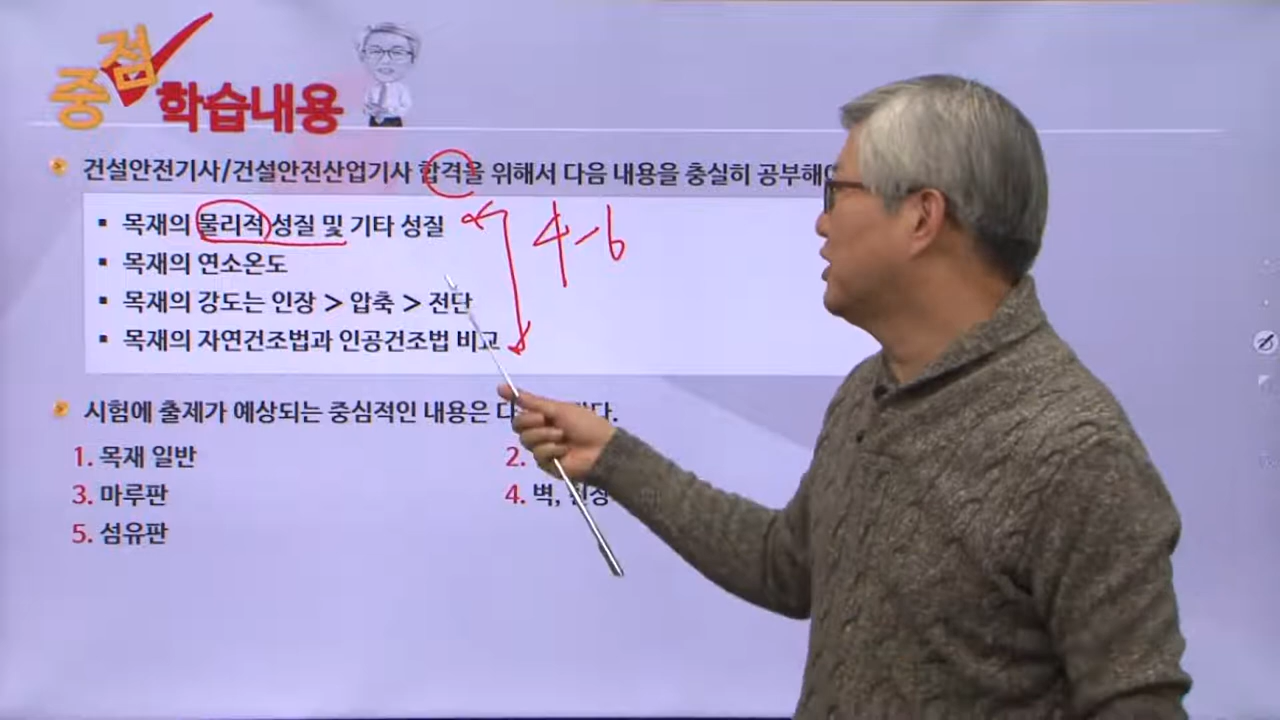 중점
학습내용
건설안전기사/건설안전산업기사 합격을 위해서 다음 내용을 충실히 공부해야
목재의 물리적 성질 및 기타 성질
4~6
목재의 연소온도
목재의 강도는 인장 > 압축 > 전단
목재의 자연건조법과 인공건조법 비교
시험에 출제가 예상되는 중심적인 내용은
1. 목재 일반
2.
3. 마루판
4. 벽,
5. 섬유판